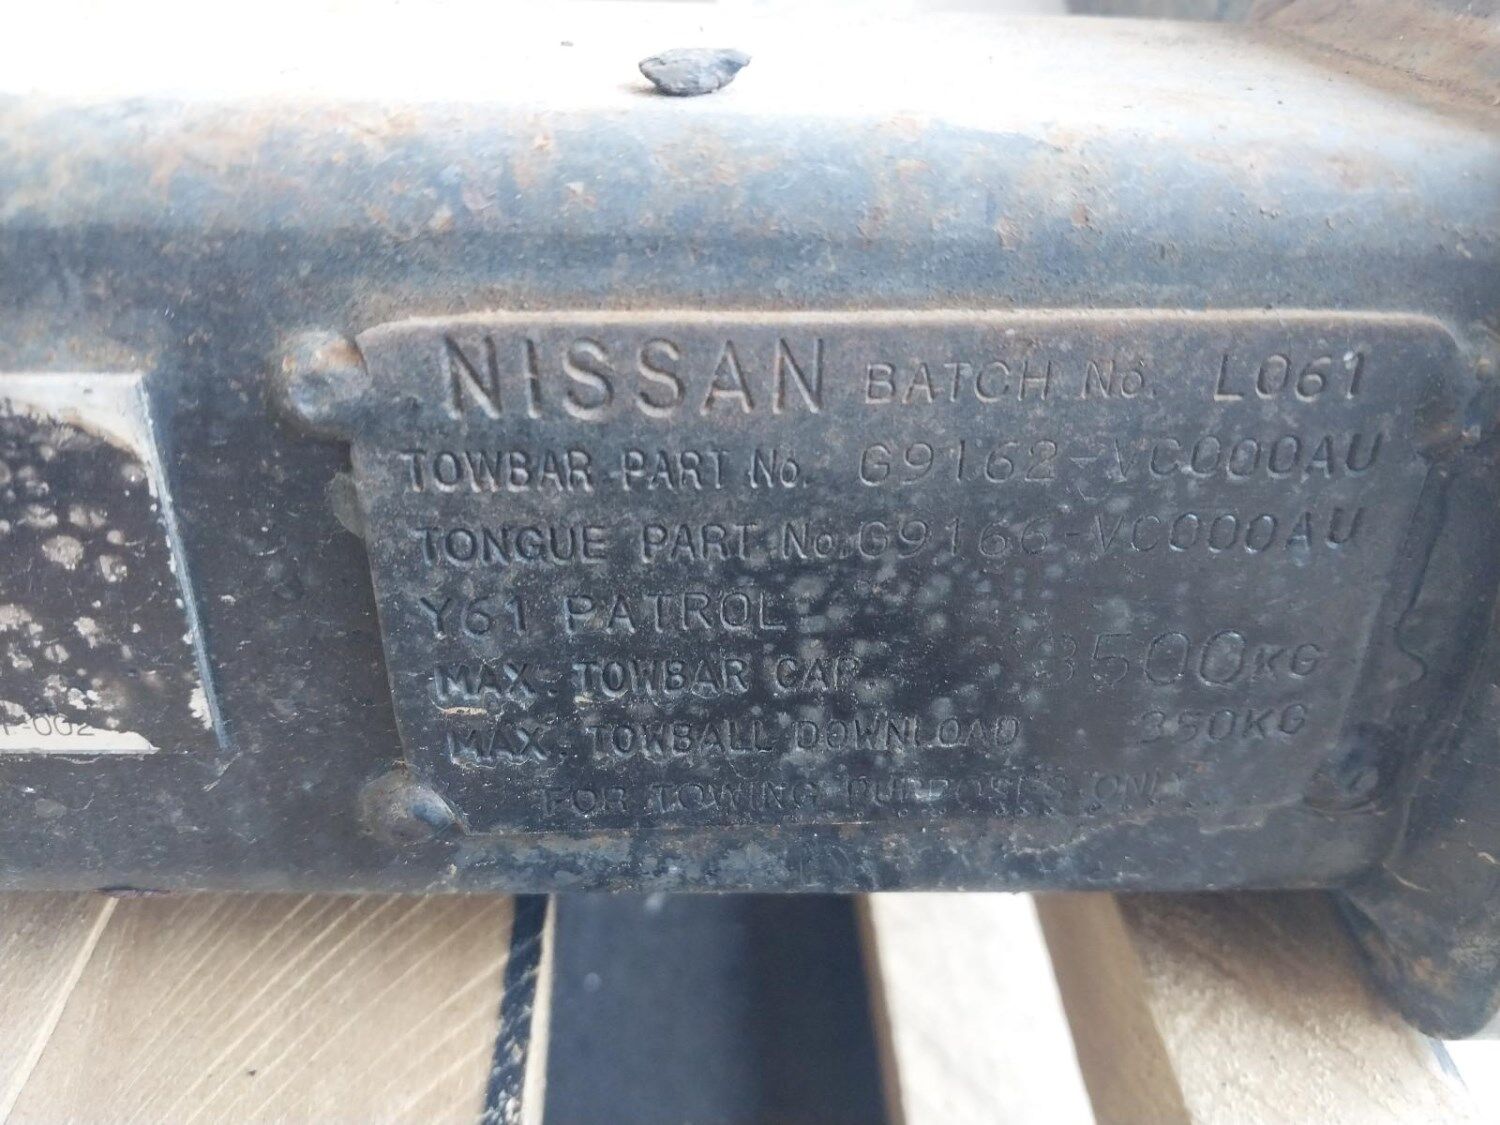 NISSAN BATCH No. L061
TOWBAR PART No. G9162-VC000AU
TONGUE PART No. G9166-VC000AU
Y61 PATROL
MAX. TOWBAR CAP. 3500KG
MAX. TOWBALL DOWNLOAD 350KG
FOR TOWING PURPOSES ONLY